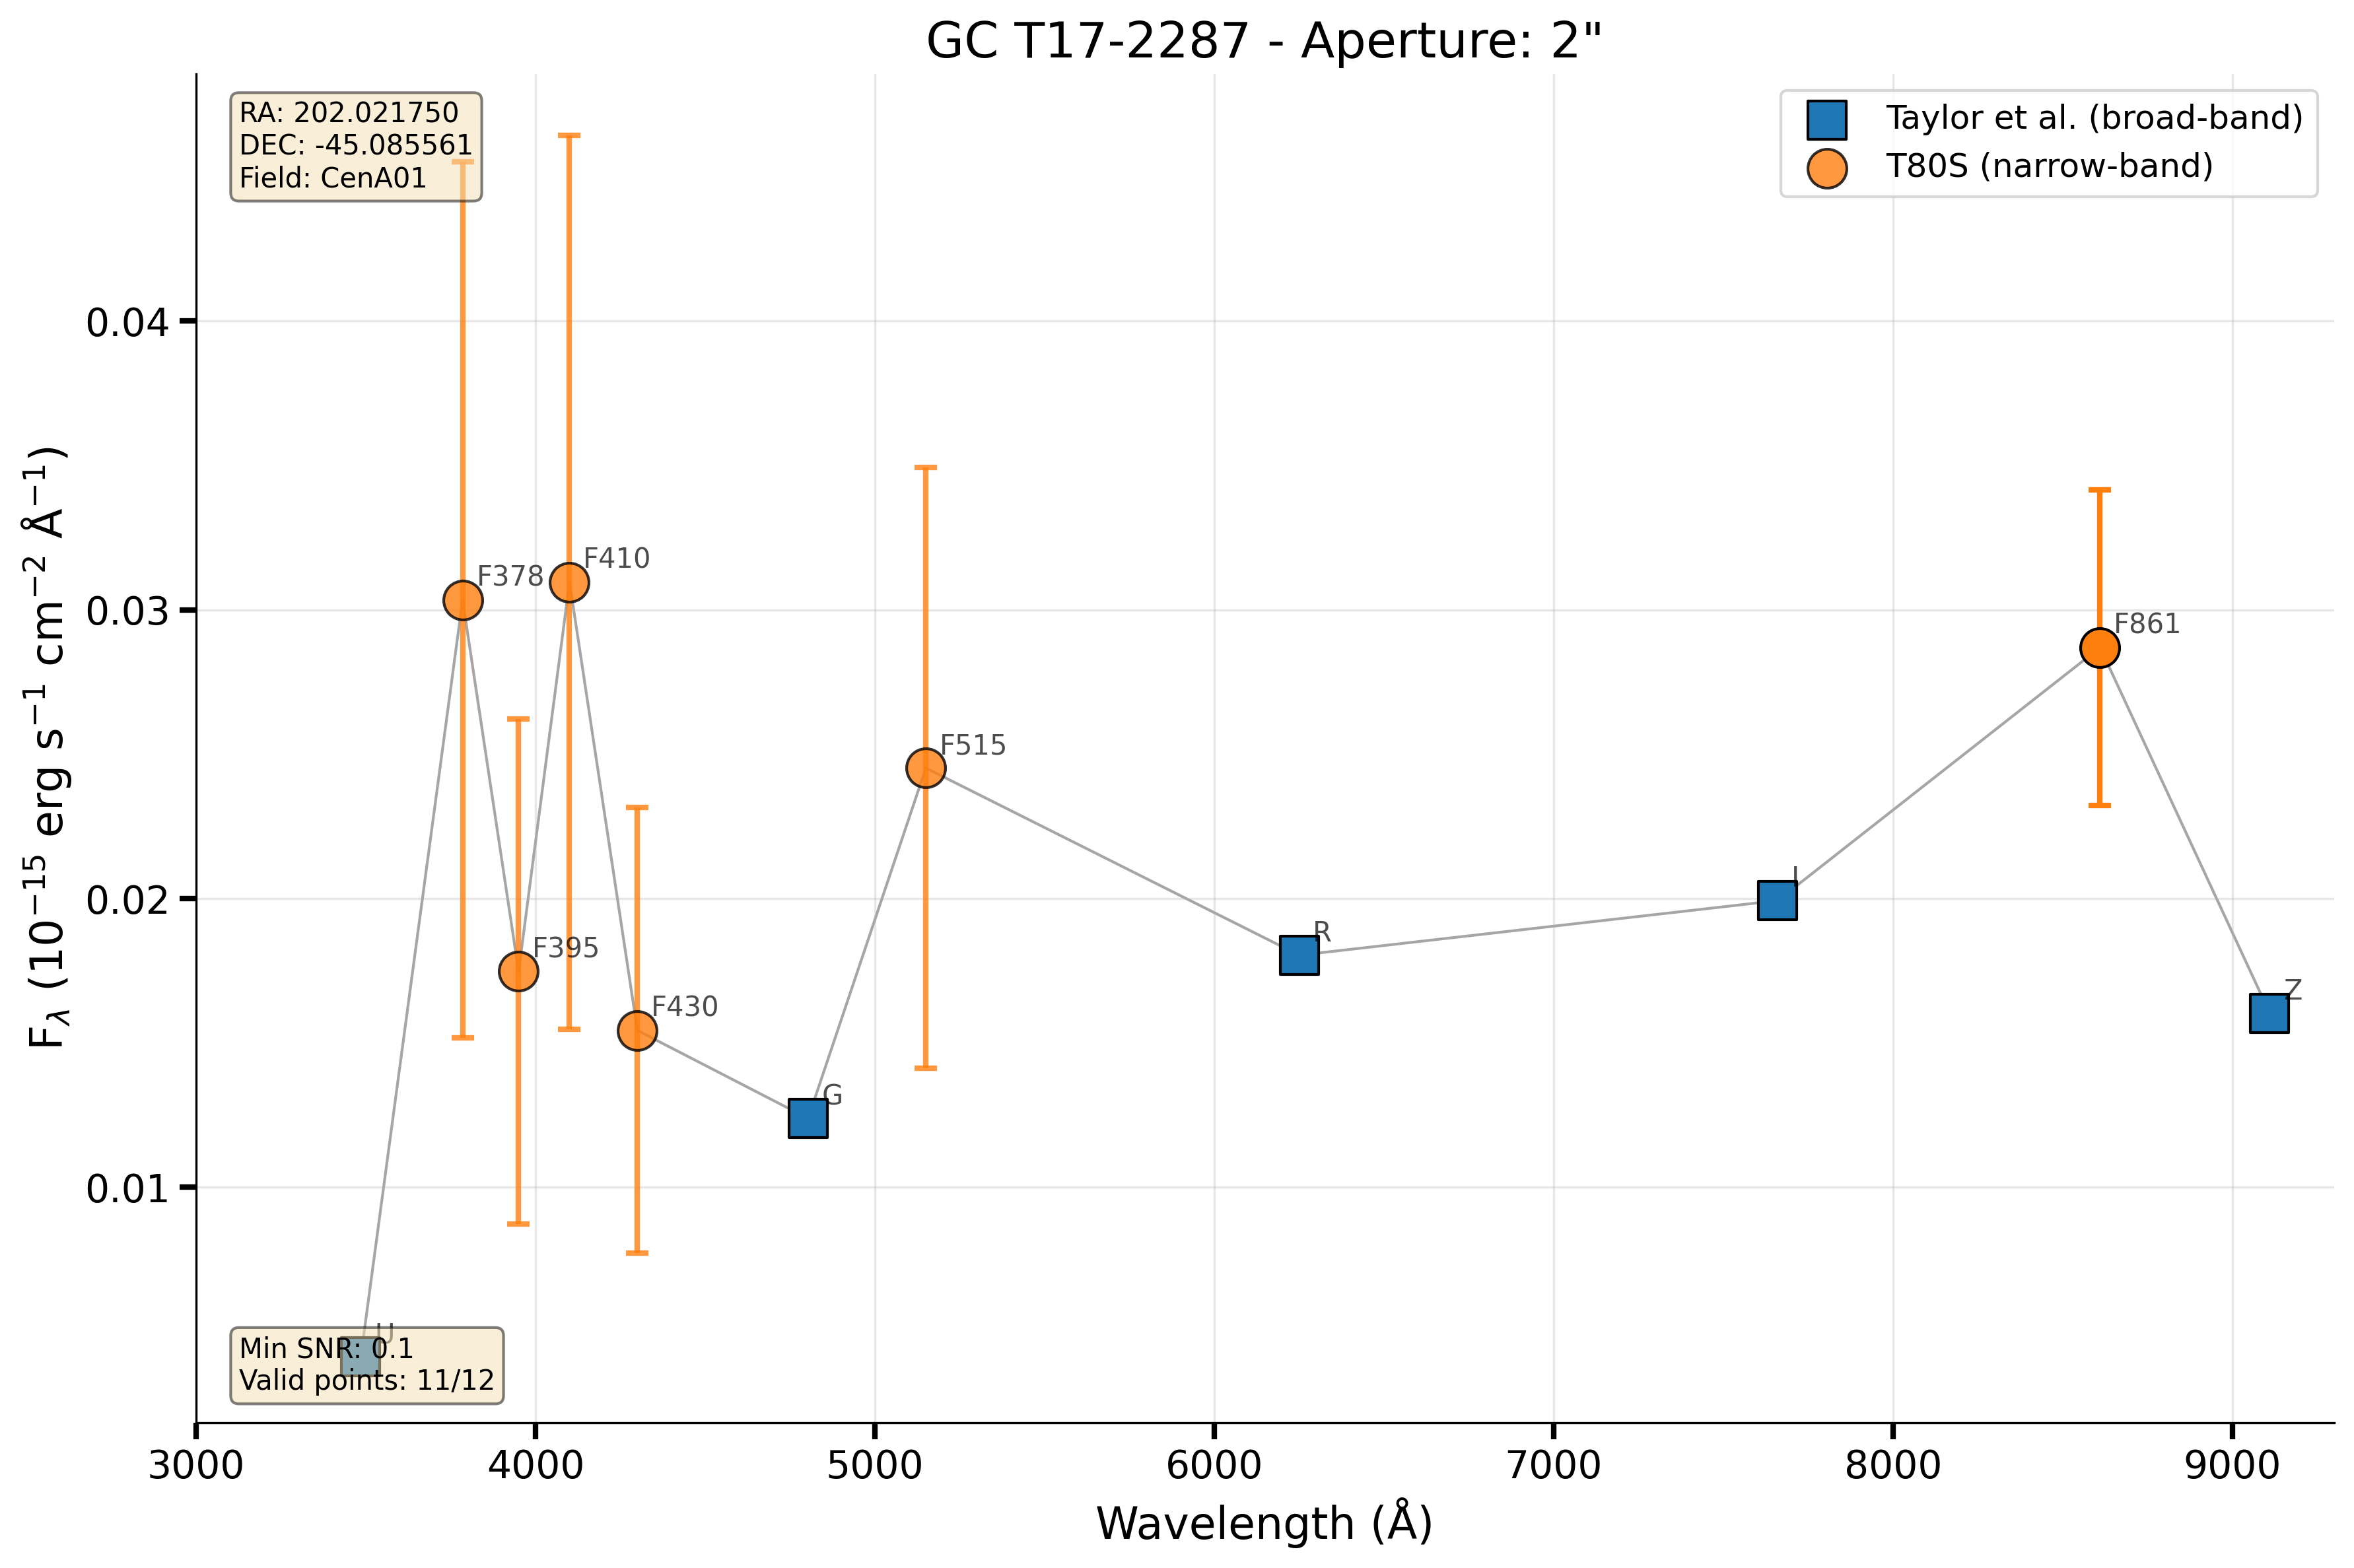 GC T17-2287 - Aperture: 2"
RA: 202.021750
DEC: -45.085561
Field: CenA01
Taylor et al. (broad-band)
T80S (narrow-band)
0.04
0.03
0.02
0.01
F378
F410
F395
F430
F515
F861
U
G
R
I
Z
Min SNR: 0.1
Valid points: 11/12
3000 4000 5000 6000 7000 8000 9000
Wavelength (Å)
Fλ (10⁻¹⁵ erg s⁻¹ cm⁻² Å⁻¹)